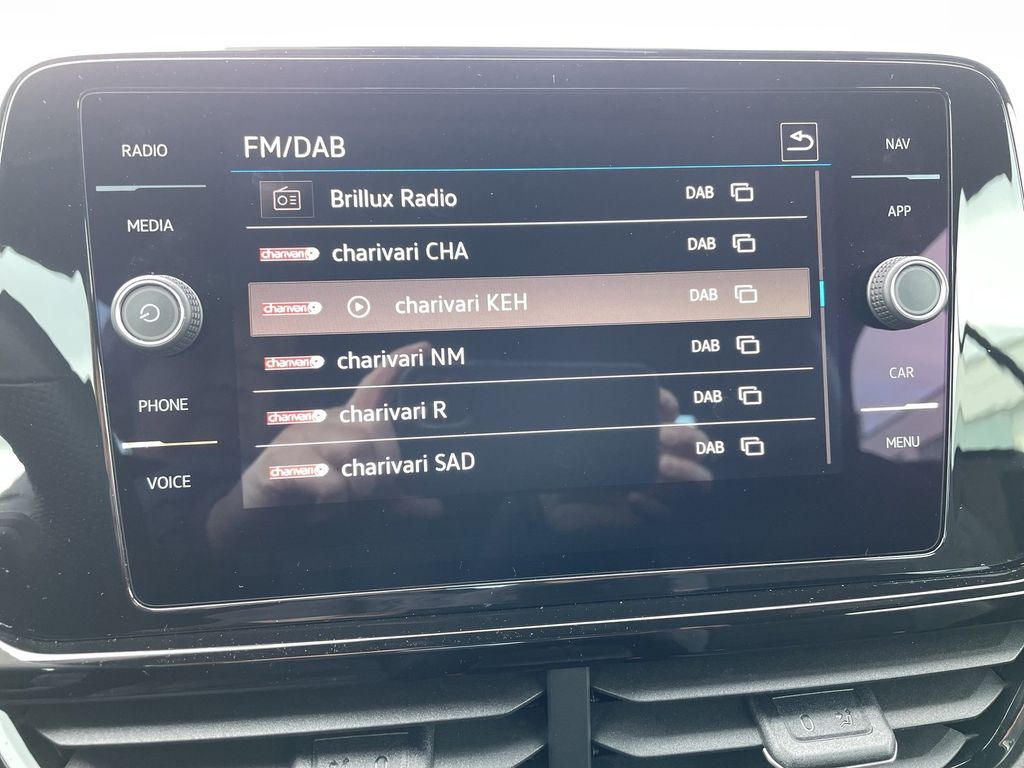 RADIO
MEDIA
PHONE
VOICE
FM/DAB
Brillux Radio DAB
charivari charivari CHA DAB
charivari charivari KEH DAB
charivari charivari NM DAB
charivari charivari R DAB
charivari charivari SAD DAB
NAV
APP
CAR
MENU